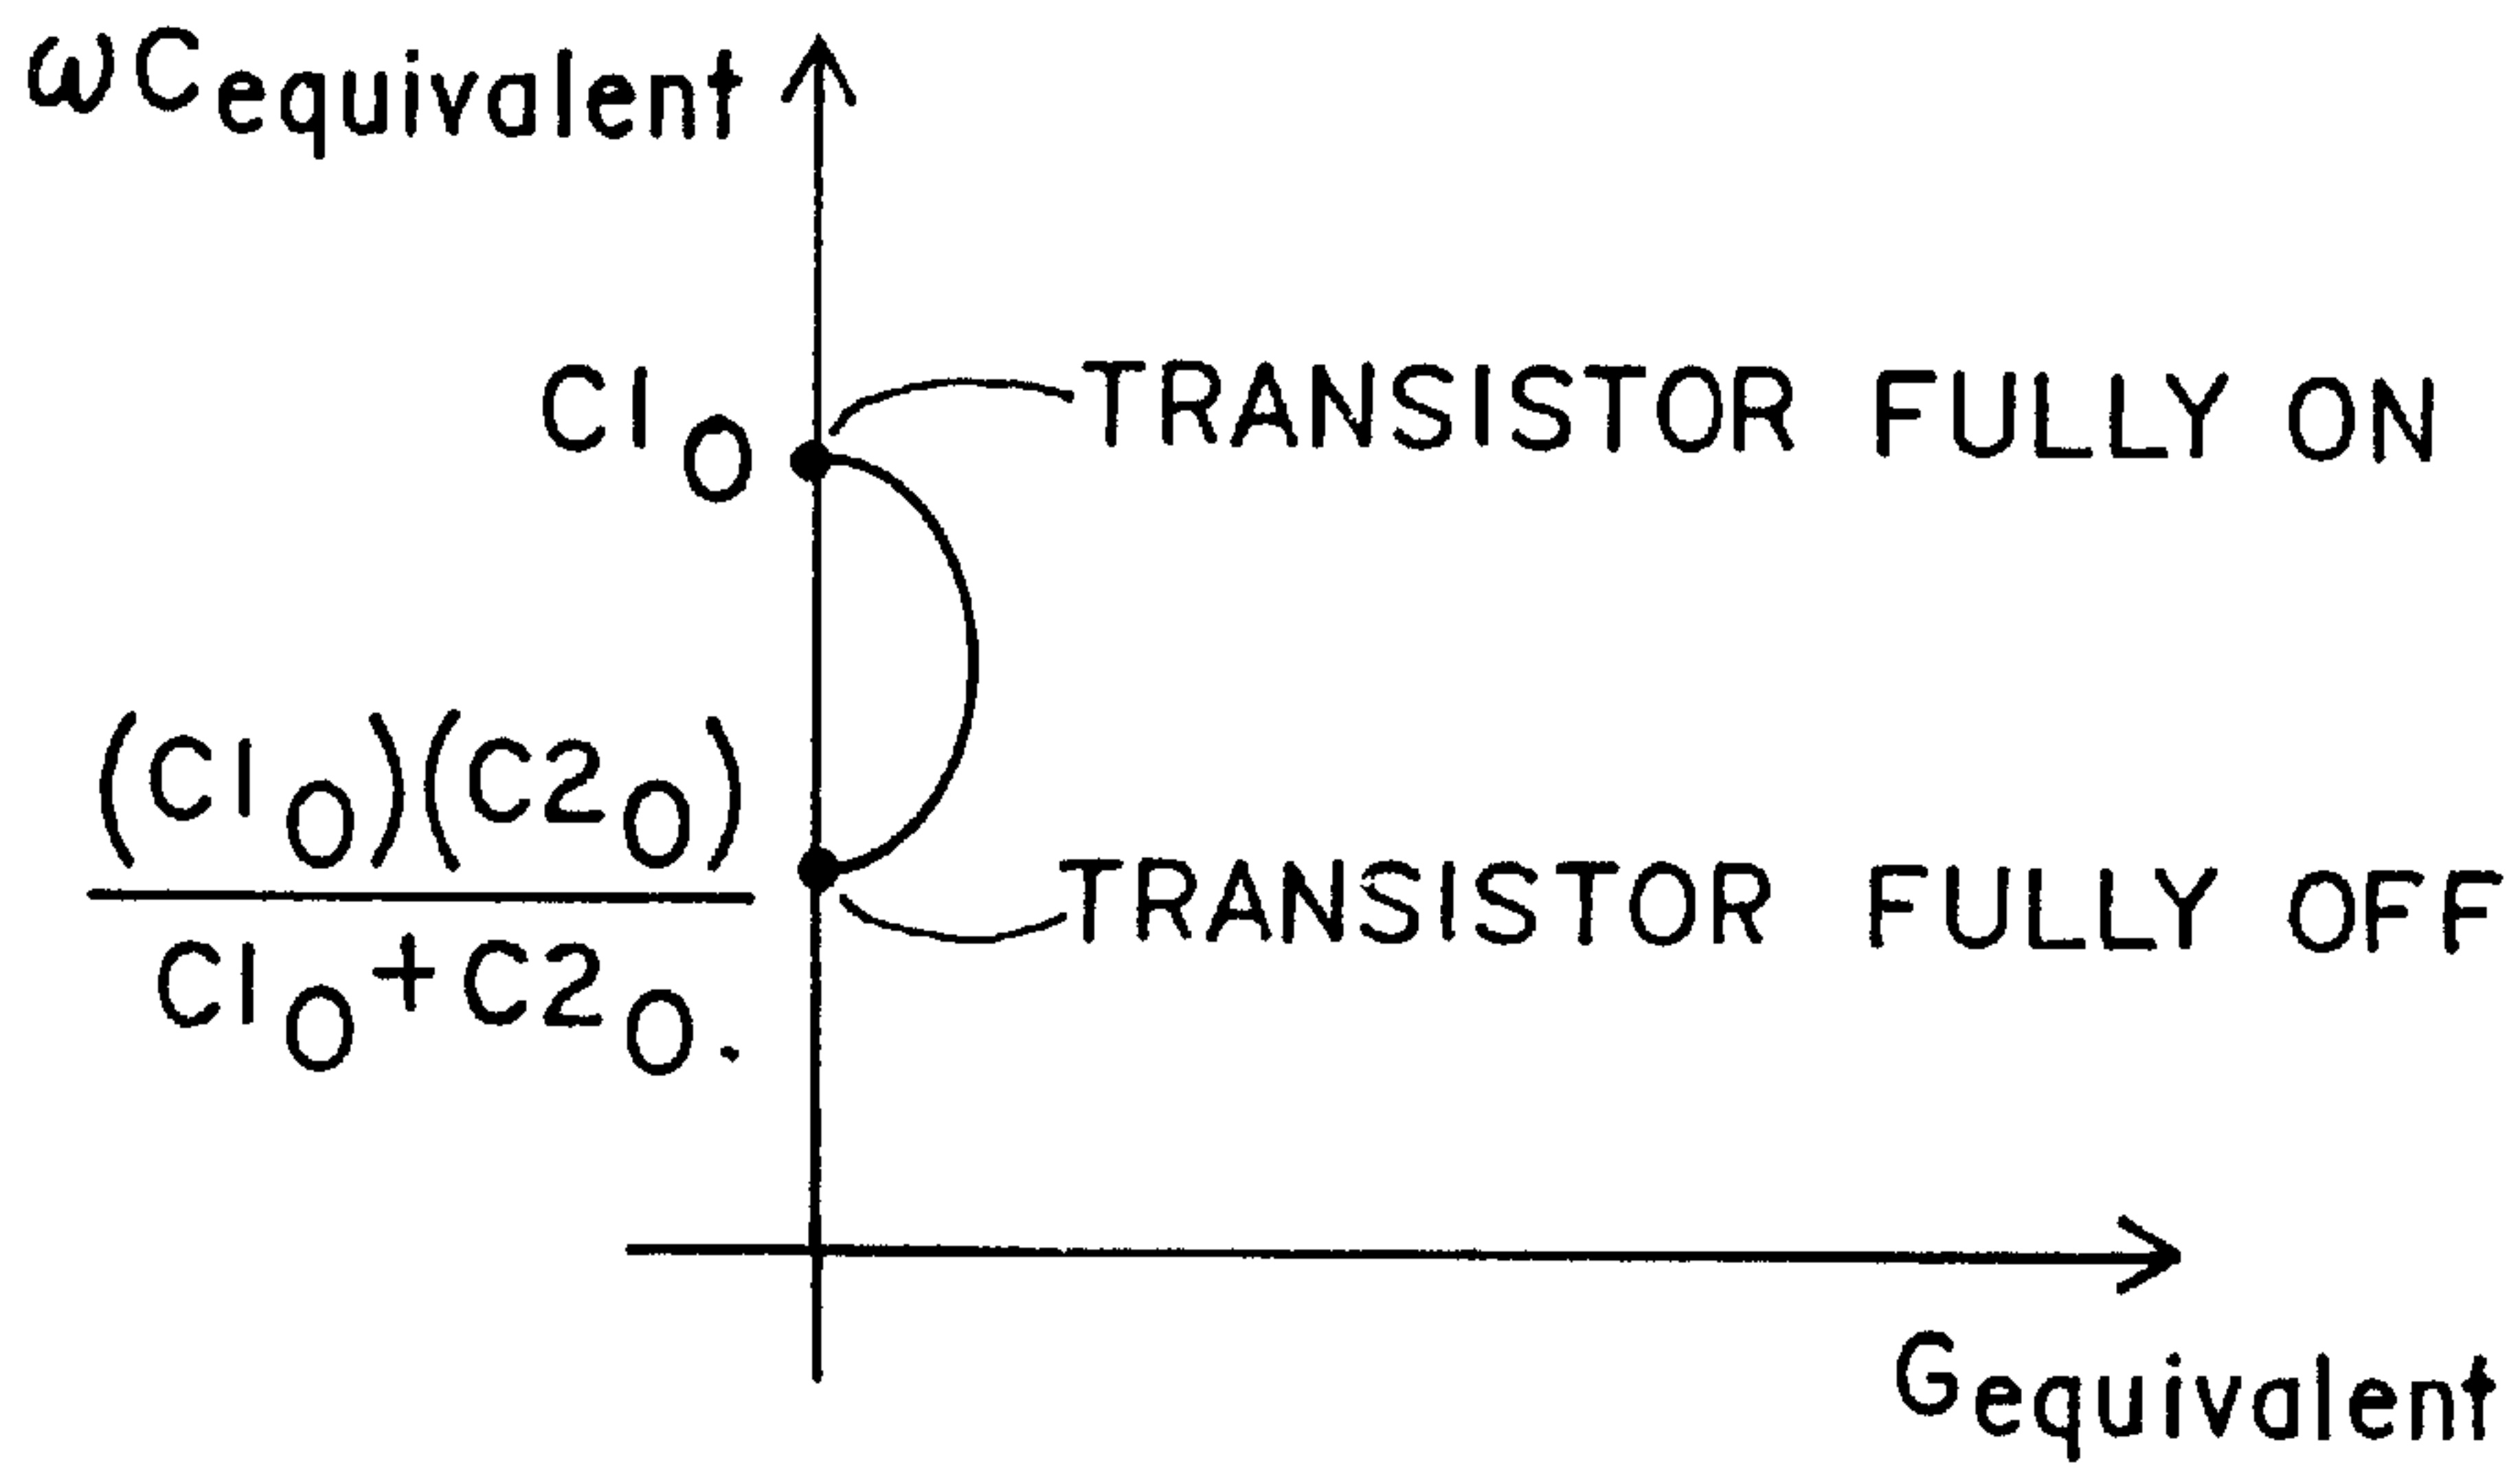 ωCequivalent
C1O TRANSISTOR FULLY ON
(C1O)(C2O)
C1O+C2O.
TRANSISTOR FULLY OFF
Gequivalent